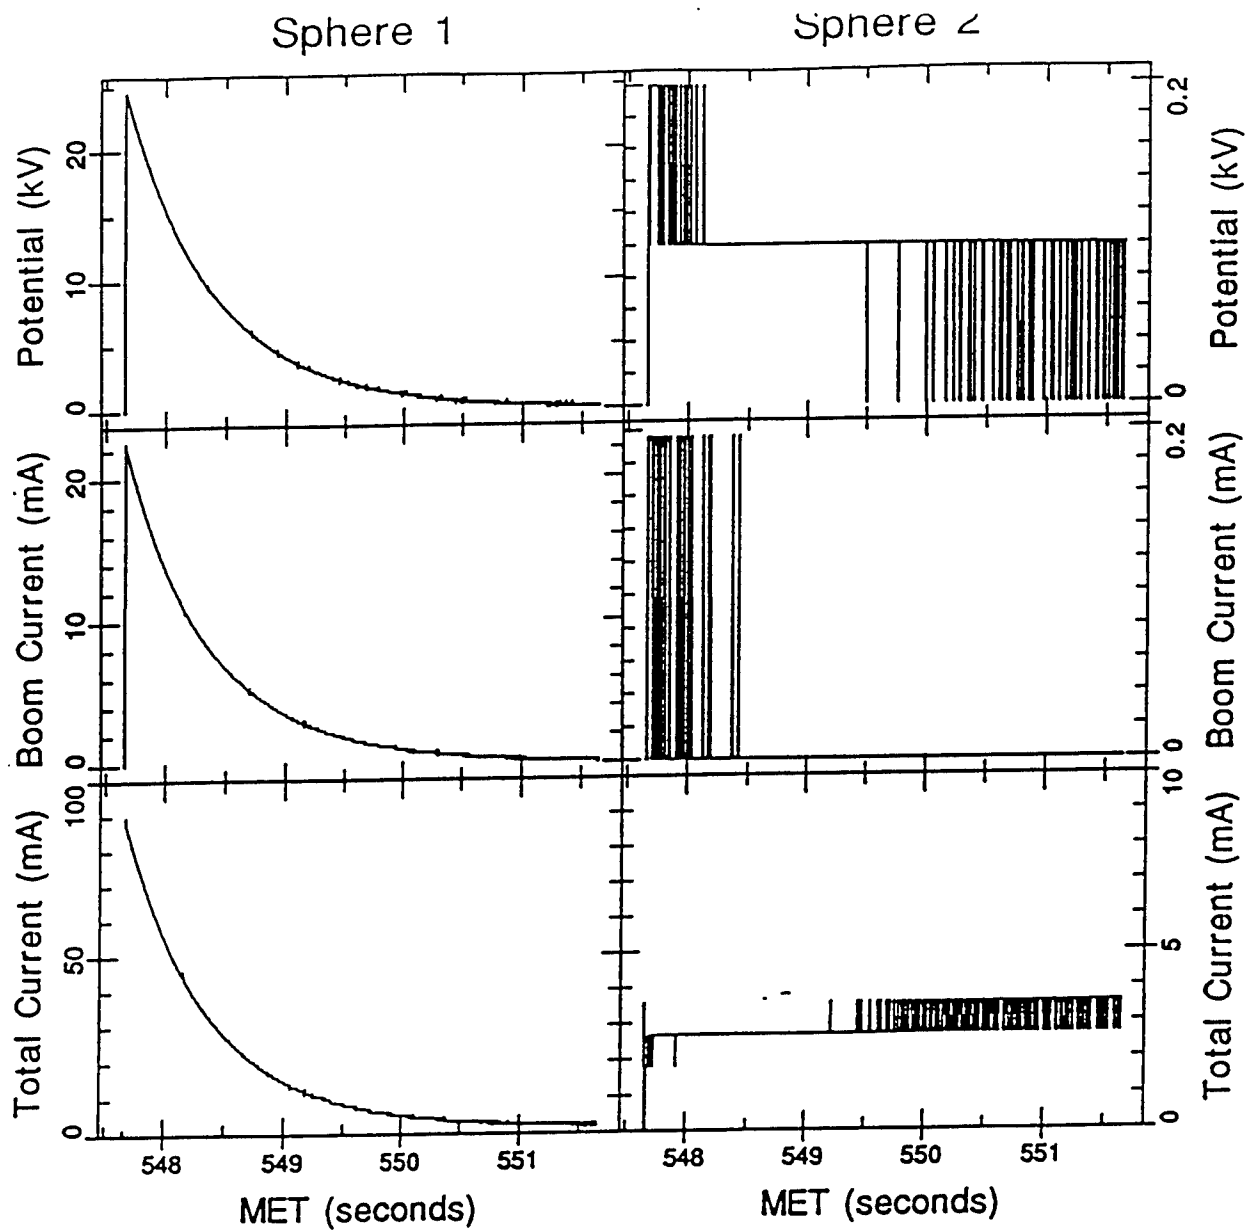 Sphere 1
Sphere 2
Potential (kV)
20
10
0
0.2
0
Potential (kV)
Boom Current (mA)
20
10
0
0.2
0
Boom Current (mA)
Total Current (mA)
100
50
0
10
5
0
Total Current (mA)
548 549 550 551
548 549 550 551
MET (seconds)
MET (seconds)